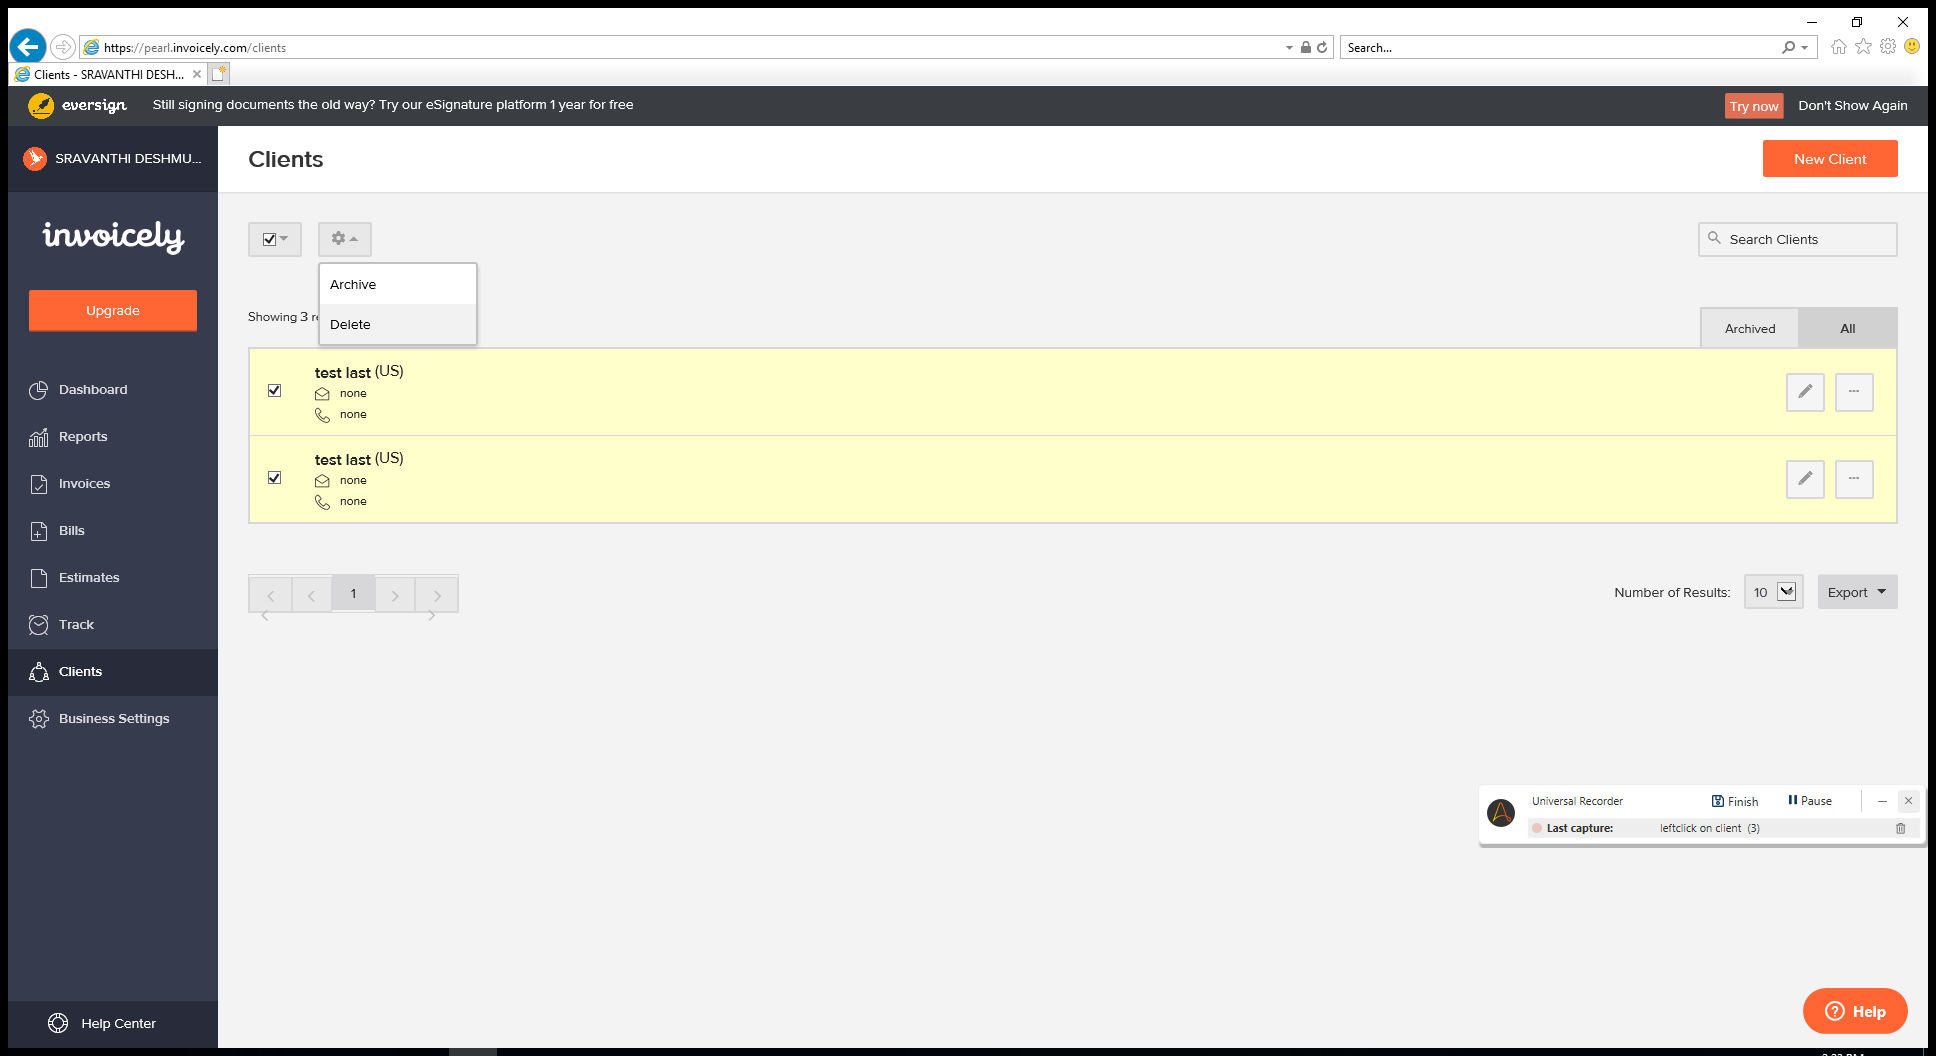 https://pearl.invoicely.com/clients
Search...
Clients - SRAVANTHI DESH...
eversign
Still signing documents the old way? Try our eSignature platform 1 year for free
Try now
Don't Show Again
SRAVANTHI DESHMU...
Clients
New Client
invoicely
Search Clients
Archive
Upgrade
Showing 3 re
Delete
Archived
All
test last (US)
none
none
test last (US)
none
none
Dashboard
Reports
Invoices
Bills
Estimates
Track
Clients
Business Settings
1
Number of Results:
10
Export
Universal Recorder
Finish
Pause
Last capture:
leftclick on client (3)
Help Center
Help